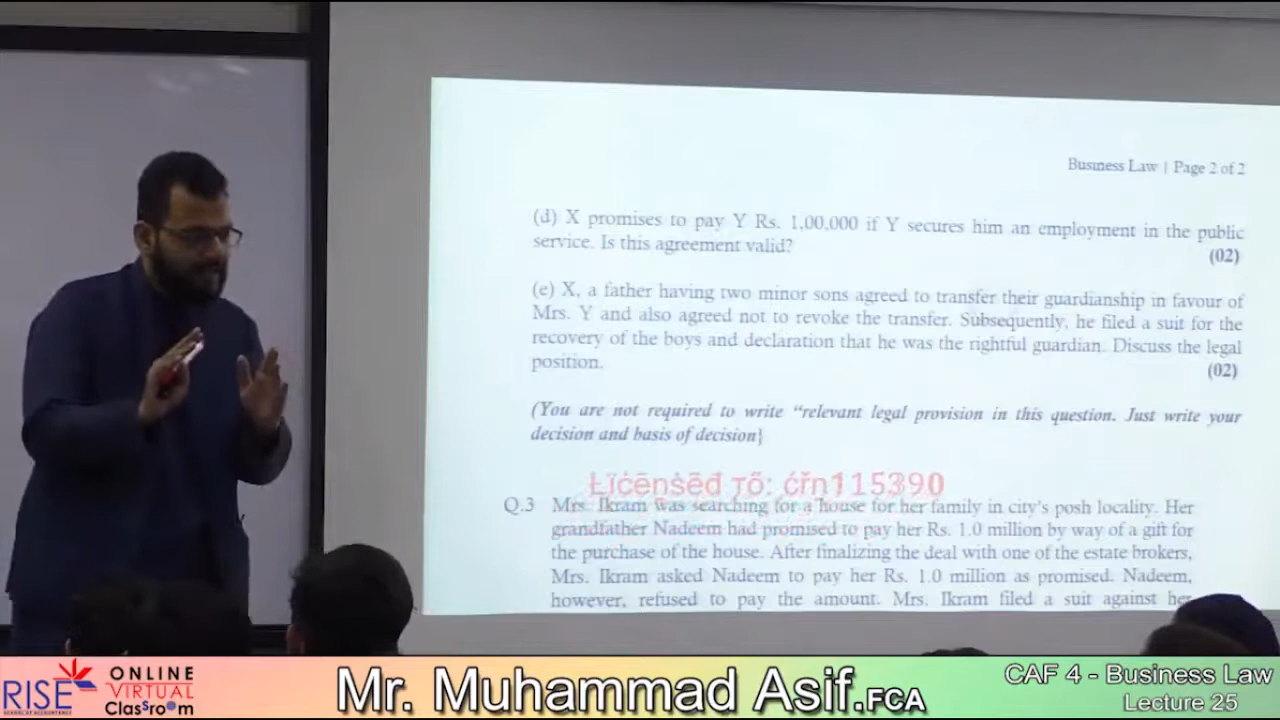 Business Law | Page 2 of 2
(d) X promises to pay Y Rs. 1,00,000 if Y secures him an employment in the public
service. Is this agreement valid?
(02)
(e) X, a father having two minor sons agreed to transfer their guardianship in favour of
Mrs. Y and also agreed not to revoke the transfer. Subsequently, he filed a suit for the
recovery of the boys and declaration that he was the rightful guardian. Discuss the legal
position.
(02)
(You are not required to write “relevant legal provision in this question. Just write your
decision and basis of decision}
Łïċēnṡēđ тő: ćřn115390
Q.3 Mrs. Ikram was searching for a house for her family in city's posh locality. Her
grandfather Nadeem had promised to pay her Rs. 1.0 million by way of a gift for
the purchase of the house. After finalizing the deal with one of the estate brokers,
Mrs. Ikram asked Nadeem to pay her Rs. 1.0 million as promised. Nadeem,
however, refused to pay the amount. Mrs. Ikram filed a suit against her
RISE
ONLINE
VIRTUAL
Classroom
Mr. Muhammad Asif.FCA
CAF 4 - Business Law
Lecture 25